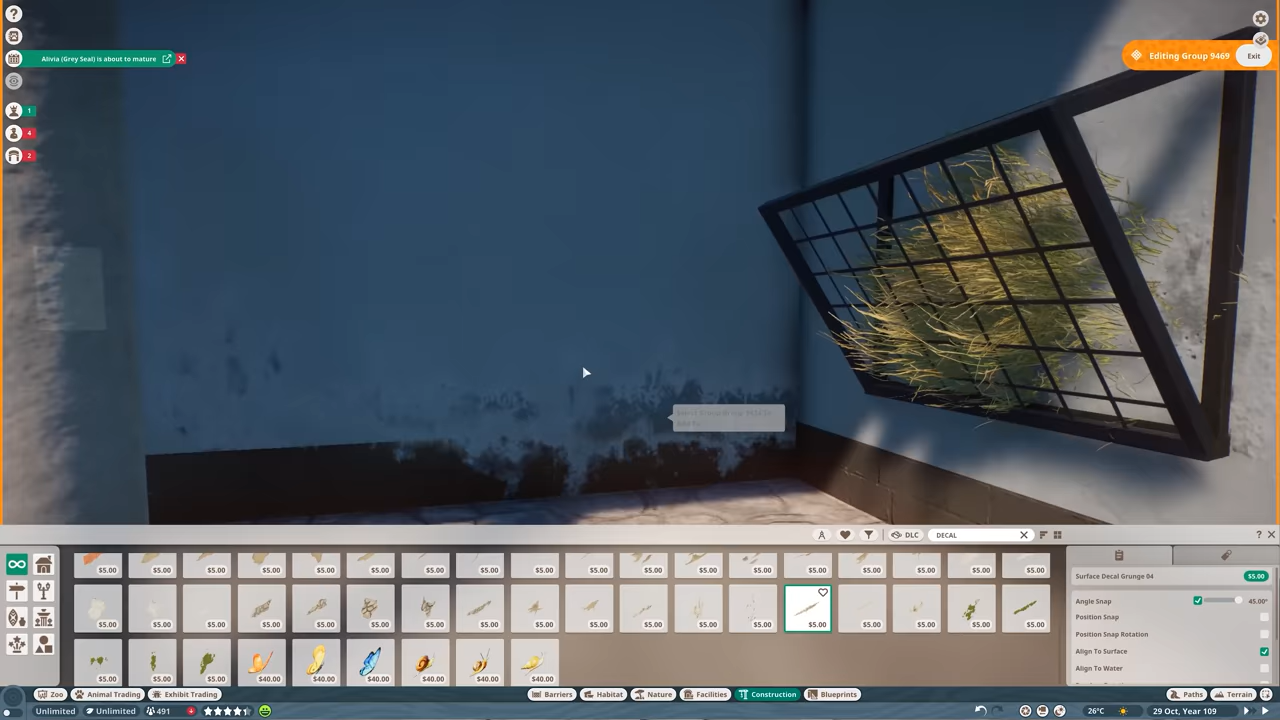 ?
Alivia (Grey Seal) is about to mature
1
4
2
Editing Group 9469
Exit
DLC
DECAL
?
$5.00 $5.00 $5.00 $5.00 $5.00 $5.00 $5.00 $5.00 $5.00 $5.00 $5.00 $5.00 $5.00 $5.00 $5.00 $5.00 $5.00 $5.00
$5.00 $5.00 $5.00 $5.00 $5.00 $5.00 $5.00 $5.00 $5.00 $5.00 $5.00 $5.00 $5.00 $5.00 $5.00 $5.00 $5.00 $5.00
$5.00 $5.00 $5.00 $40.00 $40.00 $40.00 $40.00 $40.00 $40.00
Surface Decal Grunge 04
$5.00
Angle Snap
45.00°
Position Snap
Position Snap Rotation
Align To Surface
Align To Water
Zoo
Animal Trading
Exhibit Trading
Barriers
Habitat
Nature
Facilities
Construction
Blueprints
Paths
Terrain
Unlimited
Unlimited
491
26°C
29 Oct, Year 109